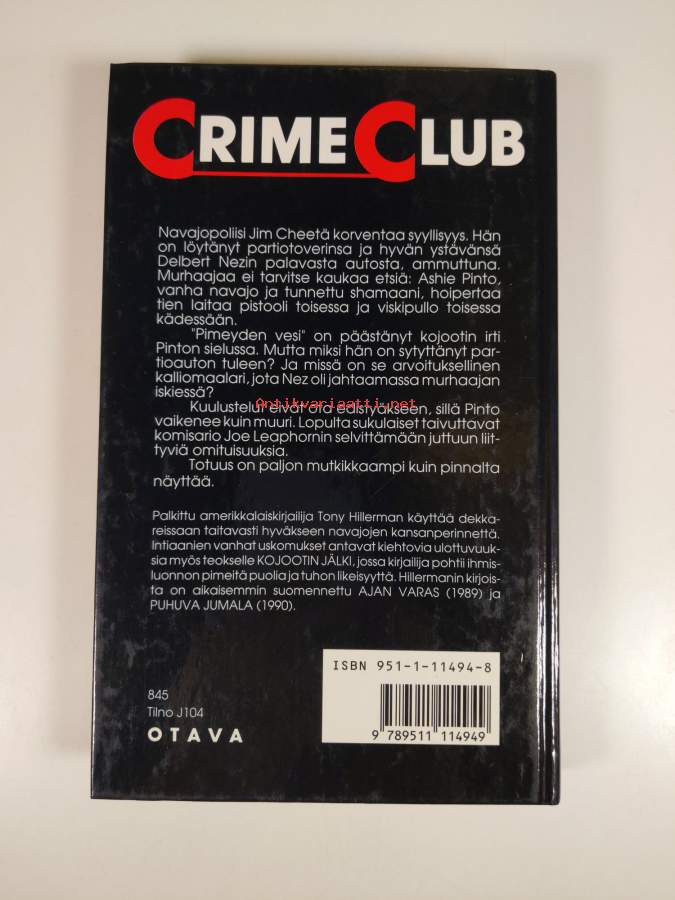 CRIME CLUB
Navajopoliisi Jim Cheetä korventaa syyllisyys. Hän
on löytänyt partiotoverinsa ja hyvän ystävänsä
Delbert Nezin palavasta autosta, ammuttuna.
Murhaajaa ei tarvitse kaukaa etsiä: Ashie Pinto,
vanha navajo ja tunnettu shamaani, hoipertaa
tien laitaa pistooli toisessa ja viskipullo toisessa
kädessään.
"Pimeyden vesi" on päästänyt kojootin irti
Pinton sielussa. Mutta miksi hän on sytyttänyt par-
tioauton tuleen? Ja missä on se arvoituksellinen
kalliomaalari, jota Nez oli jahtaamassa murhaajan
iskiessä?
Antikvariaatti.net
Kuulustelut eivät ota edistyäkseen, sillä Pinto
vaikenee kuin muuri. Lopulta sukulaiset taivuttavat
komisario Joe Leaphornin selvittämään juttuun liit-
tyviä omituisuuksia.
Totuus on paljon mutkikkaampi kuin pinnalta
näyttää.
Palkittu amerikkalaiskirjailija Tony Hillerman käyttää dekka-
reissaan taitavasti hyväkseen navajojen kansanperinnettä.
Intiaanien vanhat uskomukset antavat kiehtovia ulottuvuuk-
sia myös teokselle KOJOOTIN JÄLKI, jossa kirjailija pohtii ihmis-
luonnon pimeitä puolia ja tuhon likeisyyttä. Hillermanin kirjois-
ta on aikaisemmin suomennettu AJAN VARAS (1989) ja
PUHUVA JUMALA (1990).
ISBN 951-1-11494-8
845
Tilno J104
OTAVA
9 789511 114949